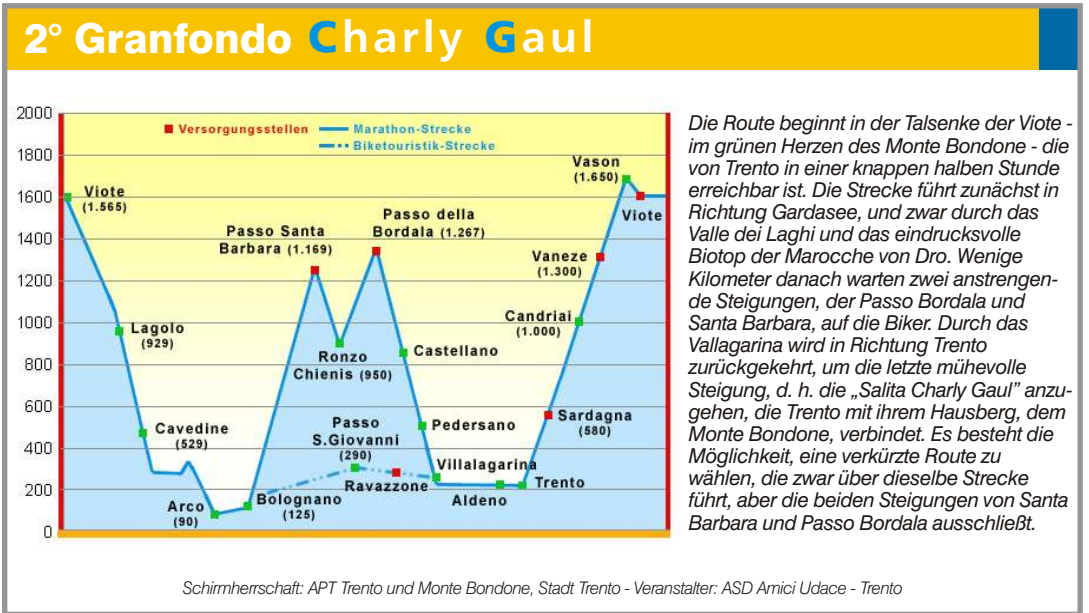 2° Granfondo Charly Gaul
2000
1800
1600
1400
1200
1000
800
600
400
200
0
Versorgungsstellen
Marathon-Strecke
Biketouristik-Strecke
Viote
(1.565)
Lagolo
(929)
Cavedine
(529)
Arco
(90)
Bolognano
(125)
Passo Santa
Barbara (1.169)
Ronzo
Chienis (950)
Passo della
Bordala (1.267)
Castellano
Pedersano
Passo
S.Giovanni
(290)
Ravazzone
Villalagarina
Aldeno
Trento
Sardagna
(580)
Candriai
(1.000)
Vaneze
(1.300)
Vason
(1.650)
Viote
Die Route beginnt in der Talsenke der Viote -
im grünen Herzen des Monte Bondone - die
von Trento in einer knappen halben Stunde
erreichbar ist. Die Strecke führt zunächst in
Richtung Gardasee, und zwar durch das
Valle dei Laghi und das eindrucksvolle
Biotop der Marocche von Dro. Wenige
Kilometer danach warten zwei anstrengen-
de Steigungen, der Passo Bordala und
Santa Barbara, auf die Biker. Durch das
Vallagarina wird in Richtung Trento
zurückgekehrt, um die letzte mühevolle
Steigung, d. h. die „Salita Charly Gaul” anzu-
gehen, die Trento mit ihrem Hausberg, dem
Monte Bondone, verbindet. Es besteht die
Möglichkeit, eine verkürzte Route zu
wählen, die zwar über dieselbe Strecke
führt, aber die beiden Steigungen von Santa
Barbara und Passo Bordala ausschließt.
Schirmherrschaft: APT Trento und Monte Bondone, Stadt Trento - Veranstalter: ASD Amici Udace - Trento